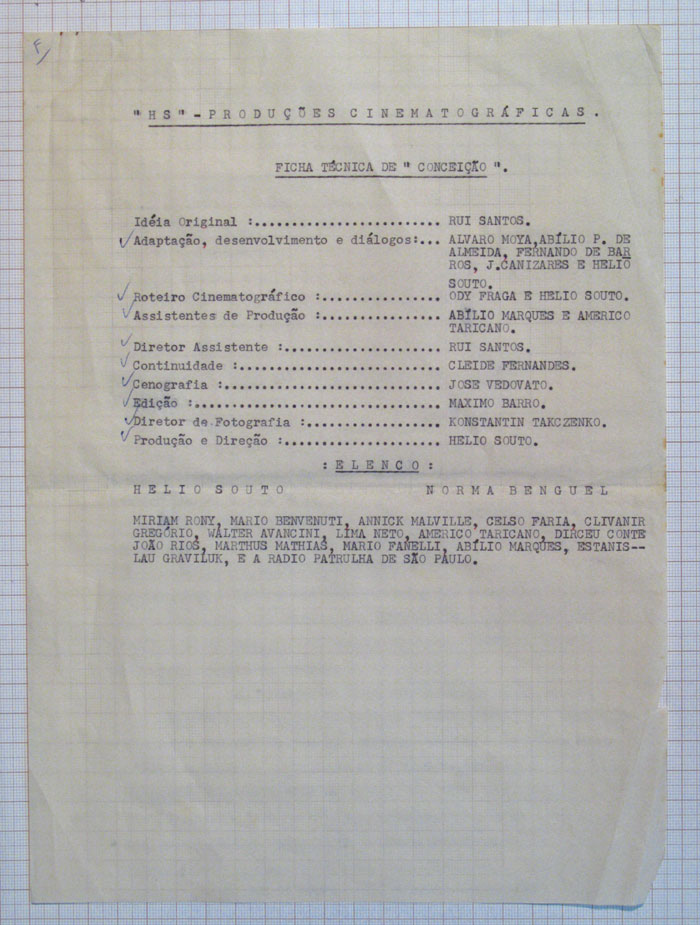 "HS" - PRODUÇÕES CINEMATOGRÁFICAS.
FICHA TÉCNICA DE " CONCEIÇÃO ".
Idéia Original :........................ RUI SANTOS.
Adaptação, desenvolvimento e diálogos:... ALVARO MOYA,ABÍLIO P. DE
ALMEIDA, FERNANDO DE BAR
ROS, J.CANIZARES E HELIO
SOUTO.
Roteiro Cinematográfico :............... ODY FRAGA E HELIO SOUTO.
Assistentes de Produção :............... ABÍLIO MARQUES E AMERICO
TARICANO.
Diretor Assistente :.................... RUI SANTOS.
Continuidade :.......................... CLEIDE FERNANDES.
Cenografia :............................ JOSE VEDOVATO.
Edição :................................ MAXIMO BARRO.
Diretor de Fotografia :................. KONSTANTIN TAKCZENKO.
Produção e Direção :.................... HELIO SOUTO.
: ELENCO :
HELIO SOUTO NORMA BENGUEL
MIRIAM RONY, MARIO BENVENUTI, ANNICK MALVILLE, CELSO FARIA, CLIVANIR
GREGÓRIO, WALTER AVANCINI, LIMA NETO, AMERICO TARICANO, DIRCEU CONTE
JOÃO RIOS, MARTHUS MATHIAS, MARIO FANELLI, ABÍLIO MARQUES, ESTANIS--
LAU GRAVILUK, E A RADIO PATRULHA DE SÃO PAULO.